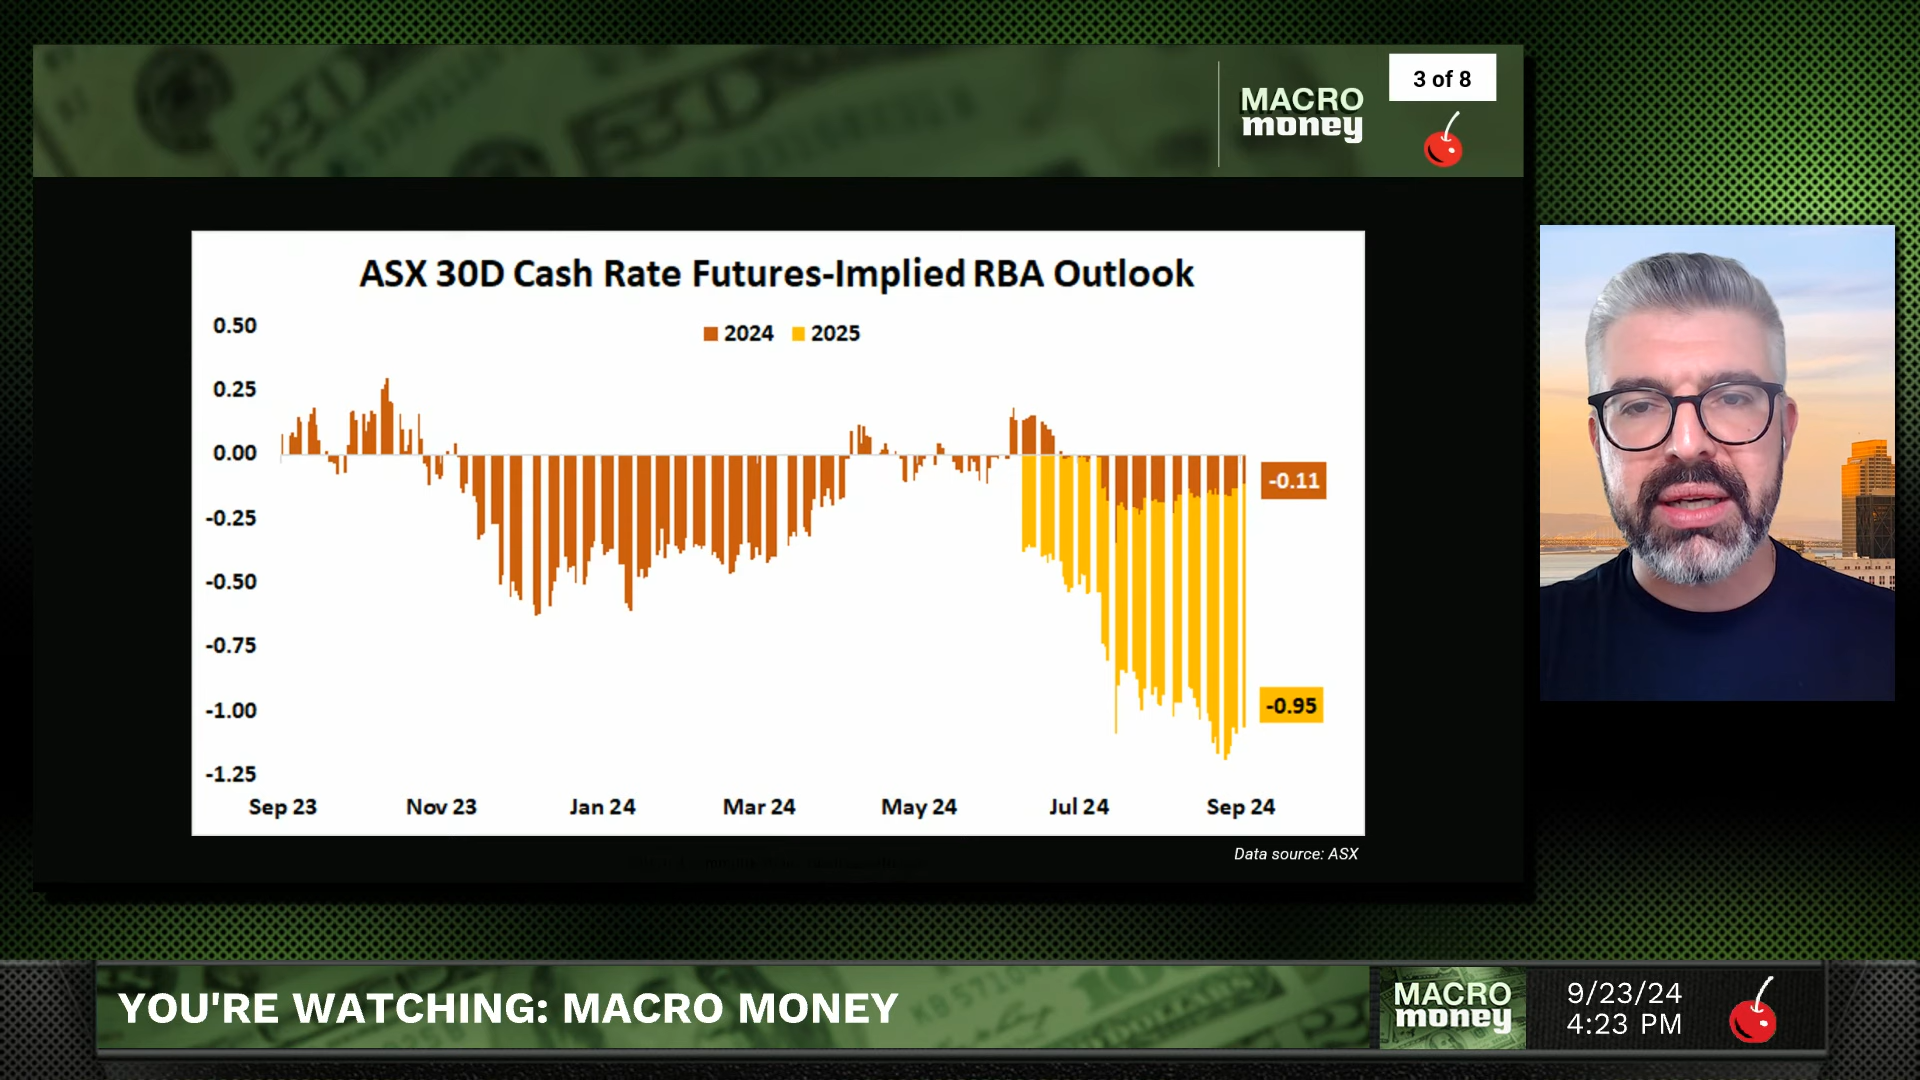 MACRO
money
3 of 8
ASX 30D Cash Rate Futures-Implied RBA Outlook
2024 2025
0.50
0.25
0.00
-0.25
-0.50
-0.75
-1.00
-1.25
-0.11
-0.95
Sep 23 Nov 23 Jan 24 Mar 24 May 24 Jul 24 Sep 24
Data source: ASX
YOU'RE WATCHING: MACRO MONEY
MACRO
money
9/23/24
4:23 PM